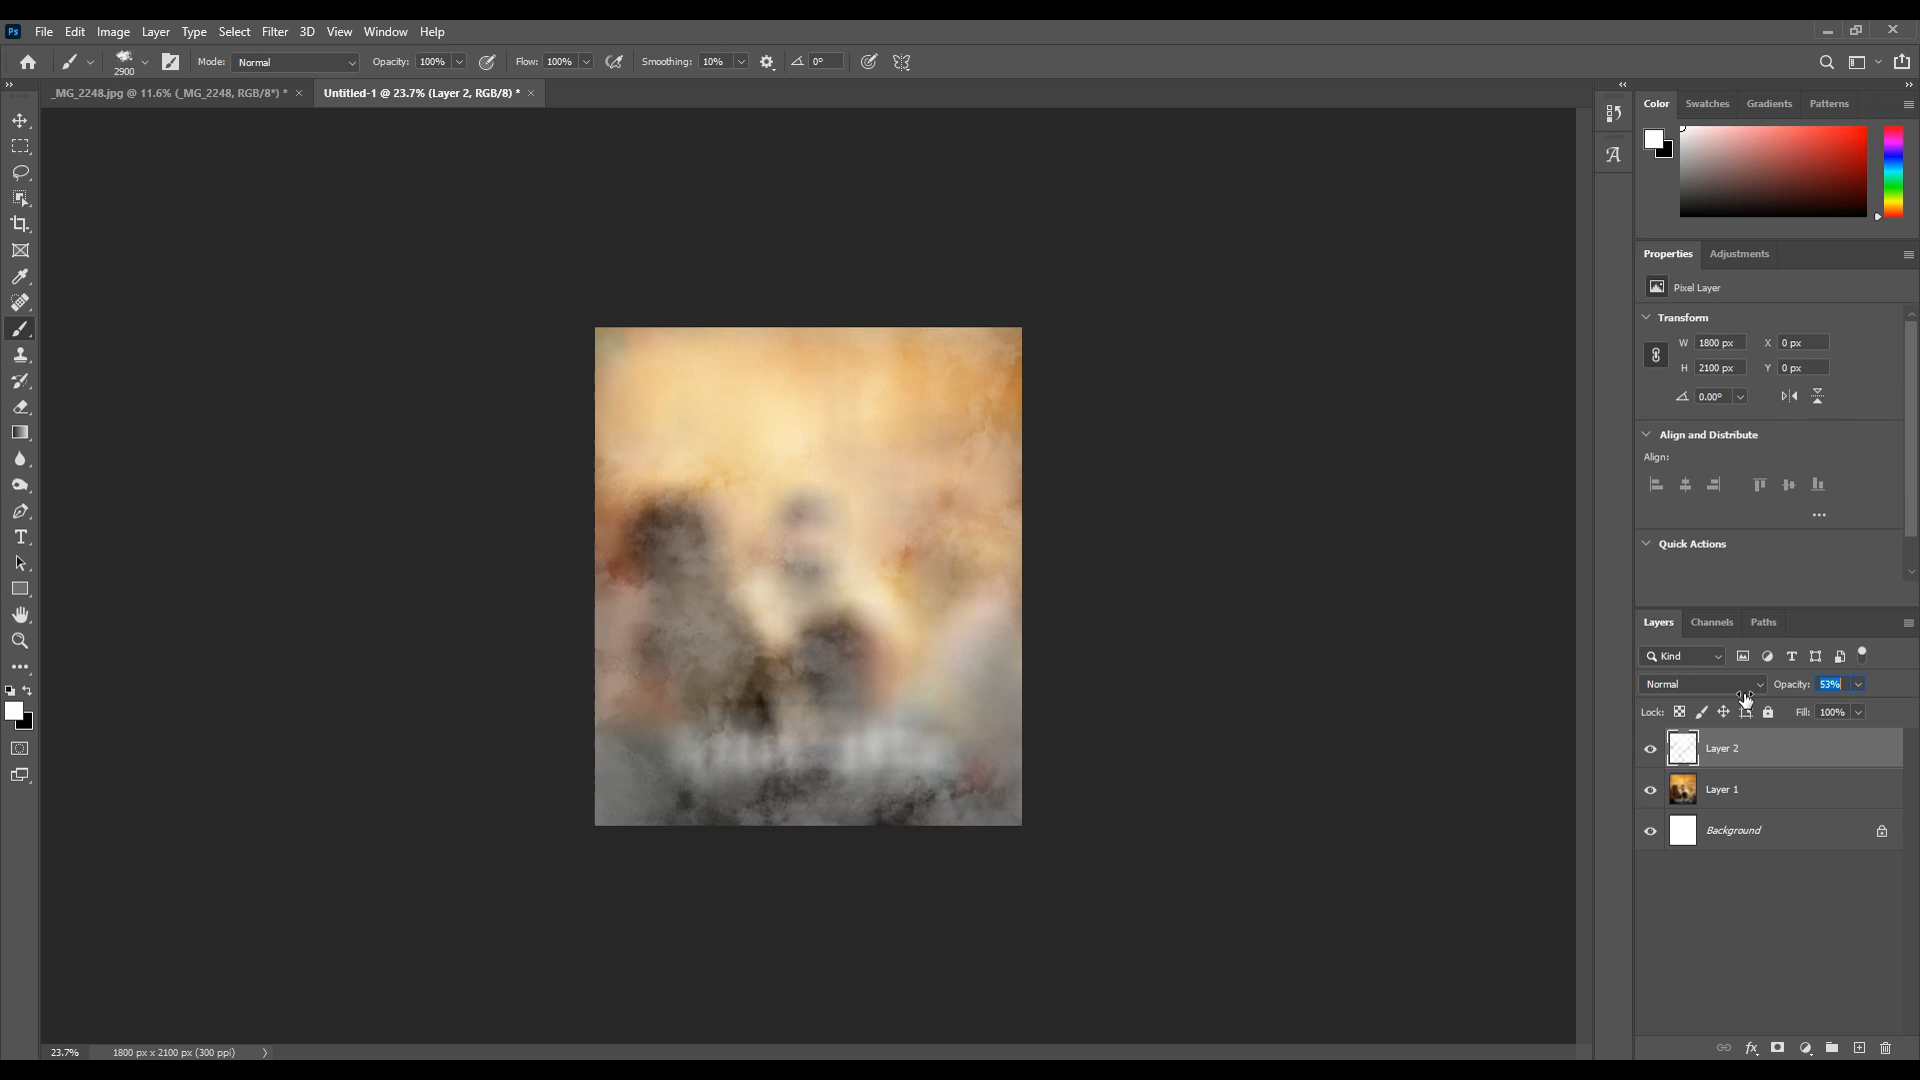 Ps File Edit Image Layer Type Select Filter 3D View Window Help
2900 Mode: Normal Opacity: 100% Flow: 100% Smoothing: 10% 0°
_MG_2248.jpg @ 11.6% (_MG_2248, RGB/8*) * × Untitled-1 @ 23.7% (Layer 2, RGB/8) * ×
Color Swatches Gradients Patterns
Properties Adjustments
Pixel Layer
Transform
W 1800 px X 0 px
H 2100 px Y 0 px
0.00°
Align and Distribute
Align:
Quick Actions
Layers Channels Paths
Kind
Normal Opacity: 53%
Lock: Fill: 100%
Layer 2
Layer 1
Background
23.7% 1800 px x 2100 px (300 ppi)